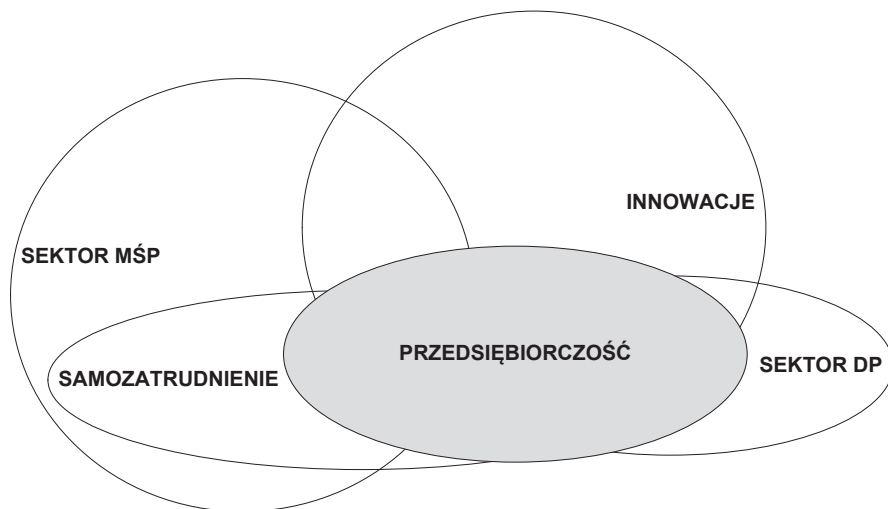 INNOWACJE
SEKTOR MŚP
PRZEDSIĘBIORCZOŚĆ
SEKTOR DP
SAMOZATRUDNIENIE